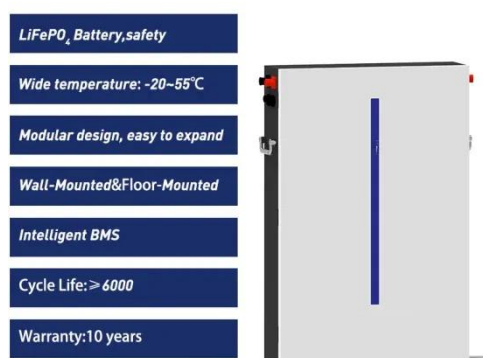 LiFePO₄ Battery,safety
Wide temperature: -20~55℃
Modular design, easy to expand
Wall-Mounted&Floor-Mounted
Intelligent BMS
Cycle Life:≥6000
Warranty:10 years